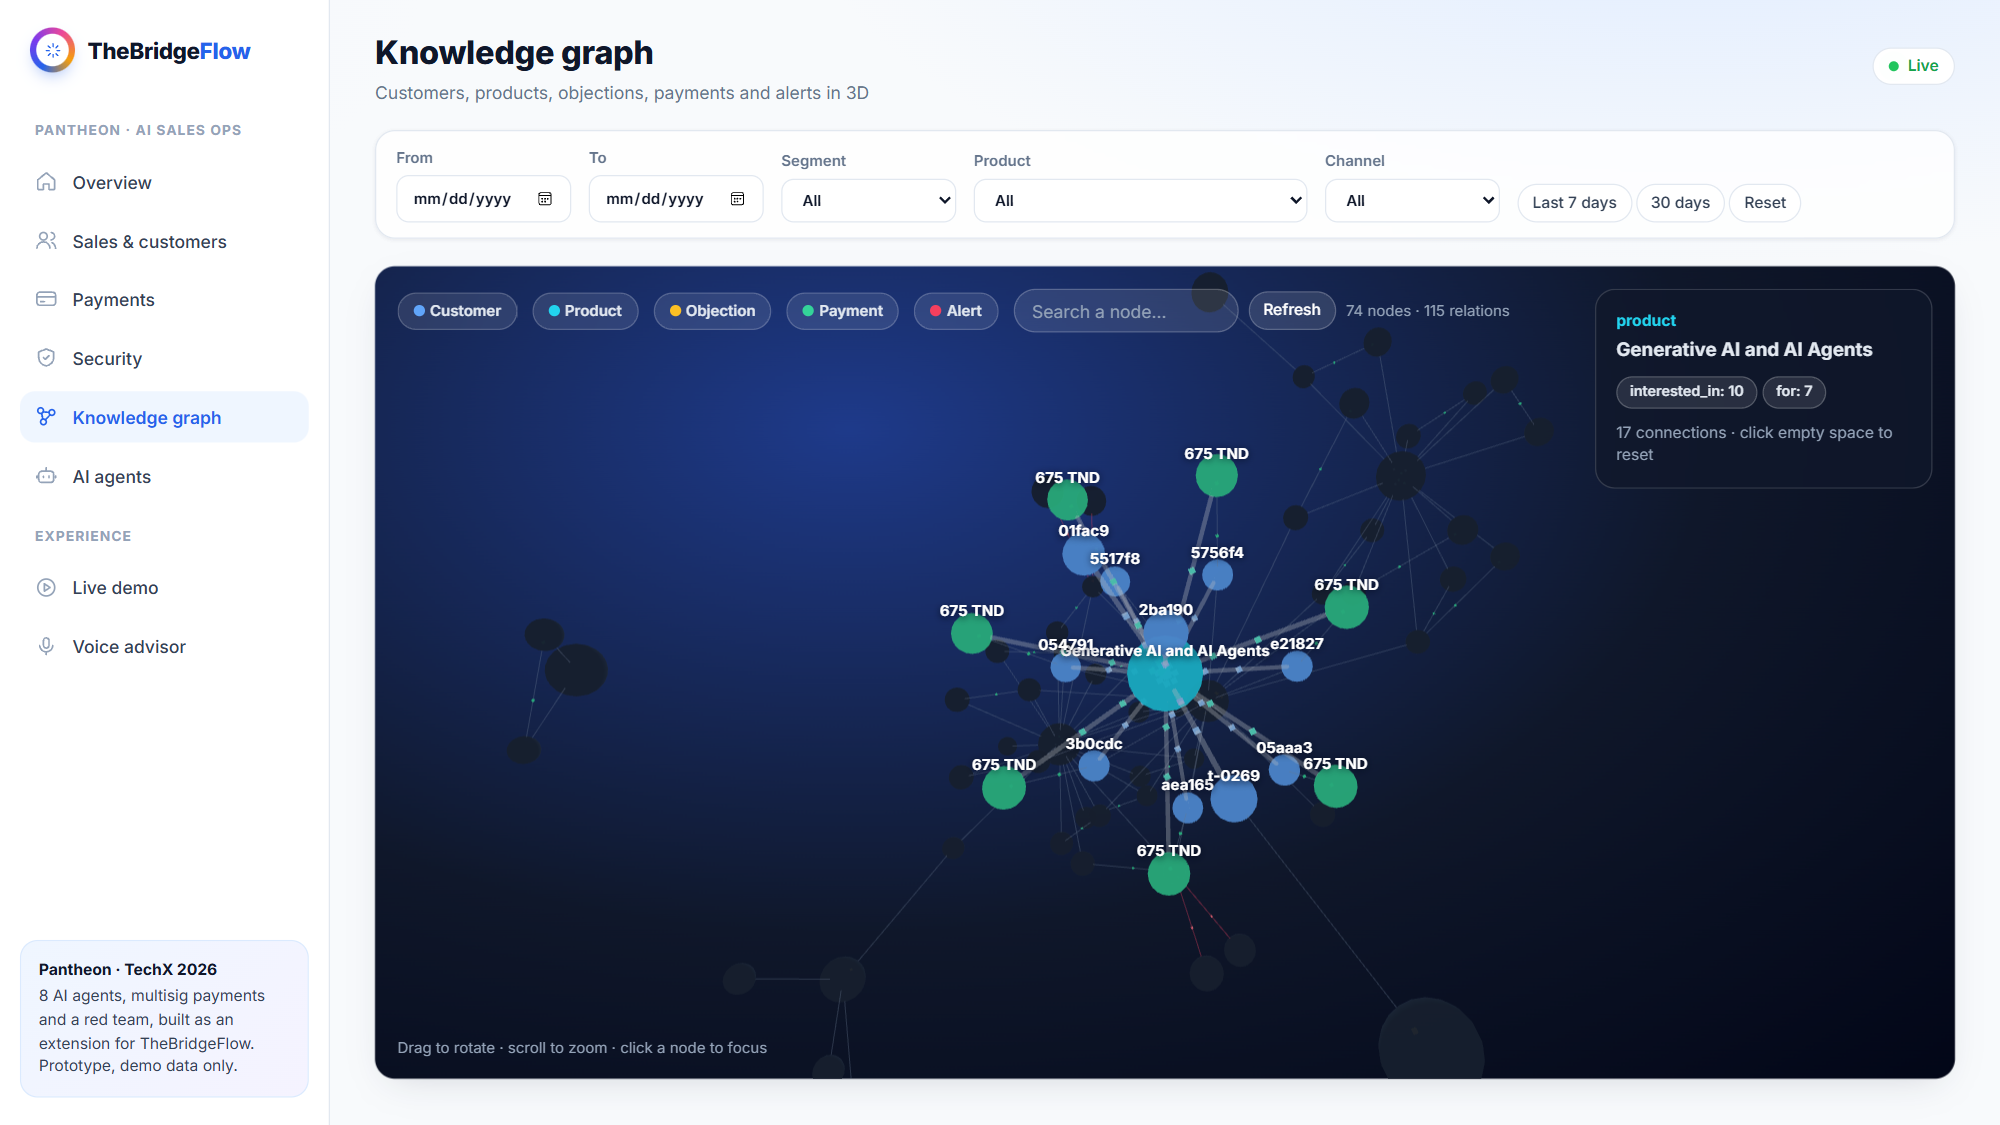 TheBridgeFlow
PANTHEON · AI SALES OPS
Overview
Sales & customers
Payments
Security
Knowledge graph
AI agents
EXPERIENCE
Live demo
Voice advisor
Pantheon · TechX 2026
8 AI agents, multisig payments
and a red team, built as an
extension for TheBridgeFlow.
Prototype, demo data only.
Knowledge graph
Customers, products, objections, payments and alerts in 3D
Live
From
To
Segment
Product
Channel
mm/dd/yyyy
mm/dd/yyyy
All
All
All
Last 7 days
30 days
Reset
Customer
Product
Objection
Payment
Alert
Search a node...
Refresh
74 nodes · 115 relations
product
Generative AI and AI Agents
interested_in: 10
for: 7
17 connections · click empty space to
reset
675 TND
675 TND
01fac9
5517f8
5756f4
675 TND
675 TND
2ba190
054791
Generative AI and AI Agents
e21827
3b0cdc
05aaa3
675 TND
675 TND
t-0269
aea165
675 TND
Drag to rotate · scroll to zoom · click a node to focus